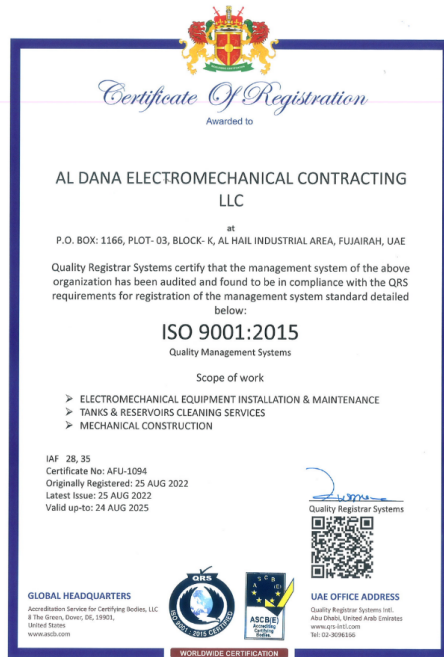 Certificate Of Registration
Awarded to
AL DANA ELECTROMECHANICAL CONTRACTING
LLC
at
P.O. BOX: 1166, PLOT- 03, BLOCK- K, AL HAIL INDUSTRIAL AREA, FUJAIRAH, UAE
Quality Registrar Systems certify that the management system of the above
organization has been audited and found to be in compliance with the QRS
requirements for registration of the management system standard detailed
below:
ISO 9001:2015
Quality Management Systems
Scope of work
➢ ELECTROMECHANICAL EQUIPMENT INSTALLATION & MAINTENANCE
➢ TANKS & RESERVOIRS CLEANING SERVICES
➢ MECHANICAL CONSTRUCTION
IAF 28, 35
Certificate No: AFU-1094
Originally Registered: 25 AUG 2022
Latest Issue: 25 AUG 2022
Valid up-to: 24 AUG 2025
Quality Registrar Systems
GLOBAL HEADQUARTERS
Accreditation Service for Certifying Bodies, LLC
8 The Green, Dover, DE, 19901,
United States
www.ascb.com
QRS
ISO 9001 : 2015 CERTIFIED
A S C B
ASCB(E)
Accrediting
Certifying
Bodies.
UAE OFFICE ADDRESS
Quality Registrar Systems Intl.
Abu Dhabi, United Arab Emirates
www.qrs-intl.com
Tel: 02-3096166
WORLDWIDE CERTIFICATION